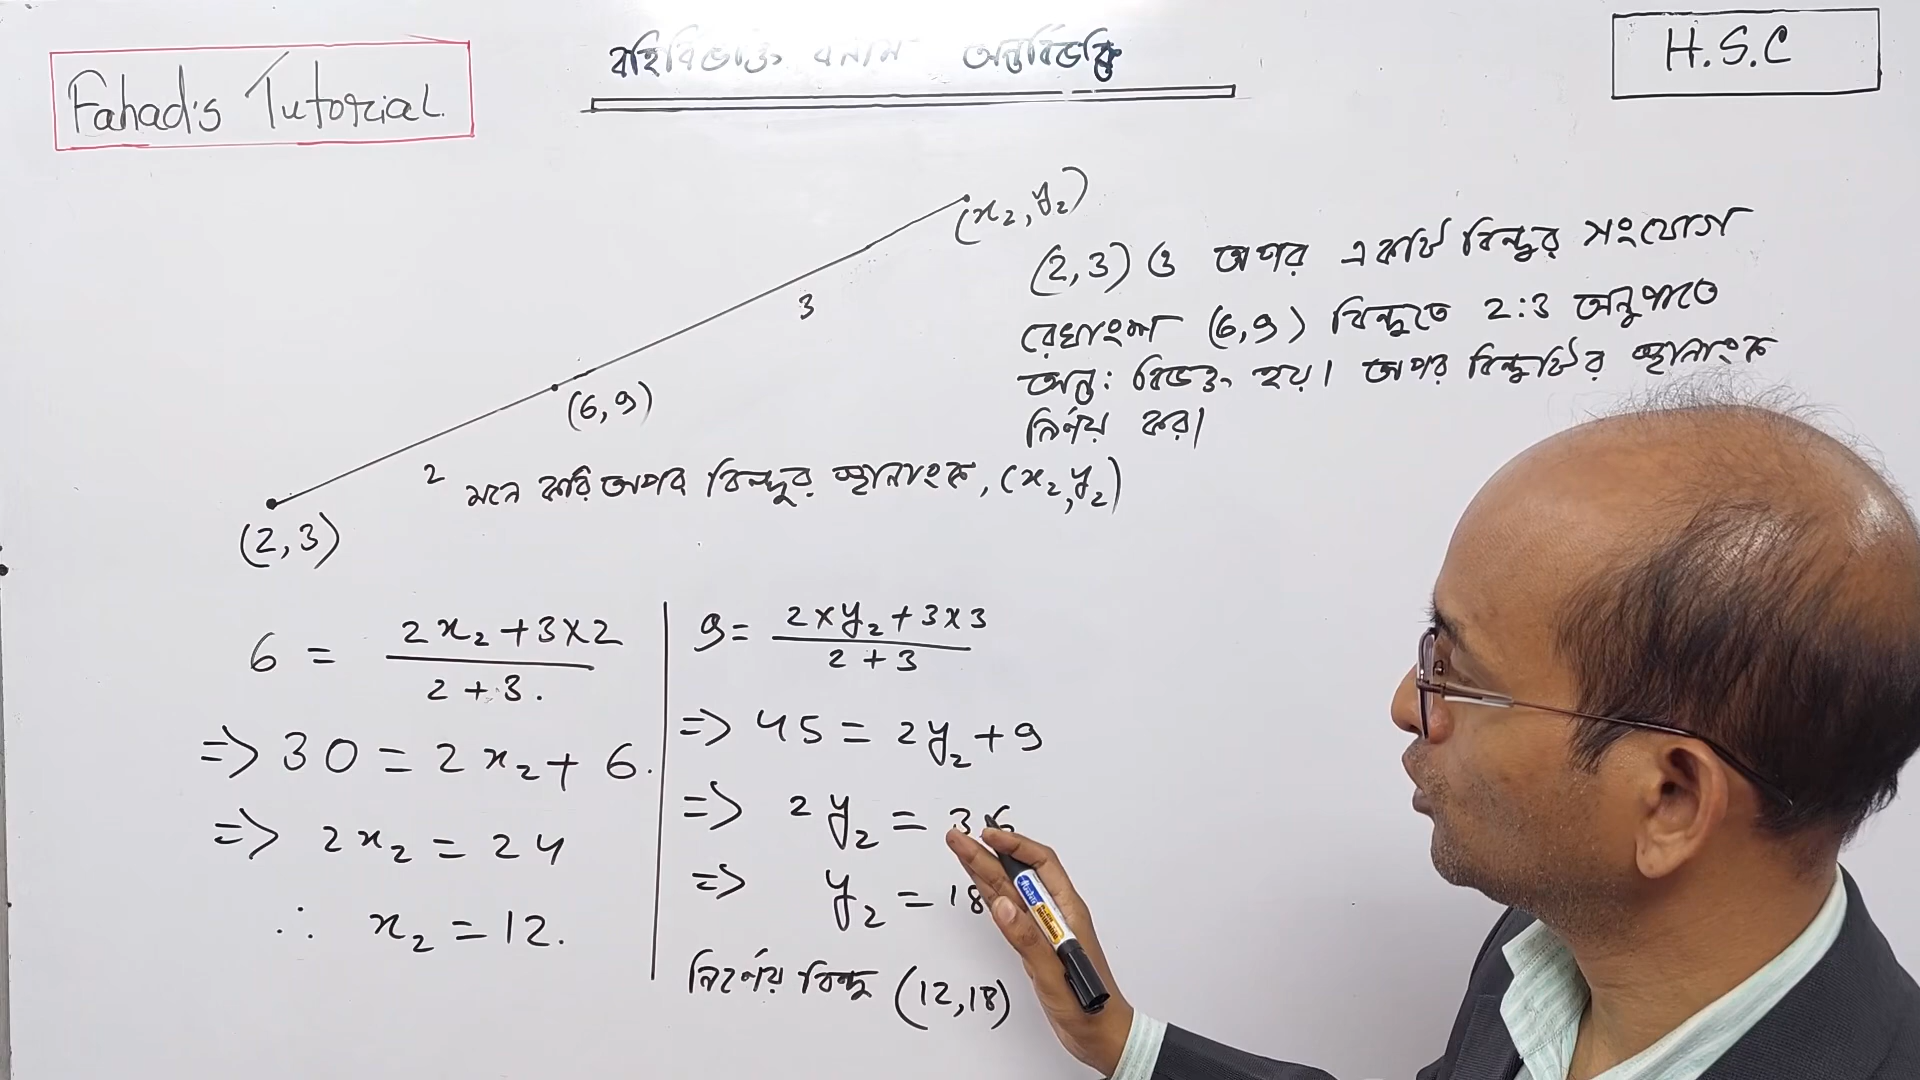 Fahad's Tutorial.
বহির্বিভক্তি বনাম অন্তর্বিভক্তি
H.S.C
(x₂, y₂)
3
(6, 9)
2
(2, 3)
(2, 3) ও অপর একটি বিন্দুর সংযোগ
রেখাংশ (6, 9) বিন্দুতে 2:3 অনুপাতে
অন্তঃ বিভক্ত হয়। অপর বিন্দুটির স্থানাংক
নির্ণয় কর।
মনে করি অপর বিন্দুর স্থানাংক, (x₂, y₂)
6 = (2x₂ + 3×2) / (2 + 3).
=> 30 = 2x₂ + 6.
=> 2x₂ = 24
∴ x₂ = 12.
9 = (2×y₂ + 3×3) / (2 + 3)
=> 45 = 2y₂ + 9
=> 2y₂ = 36
=> y₂ = 18
নির্ণেয় বিন্দু (12, 18)